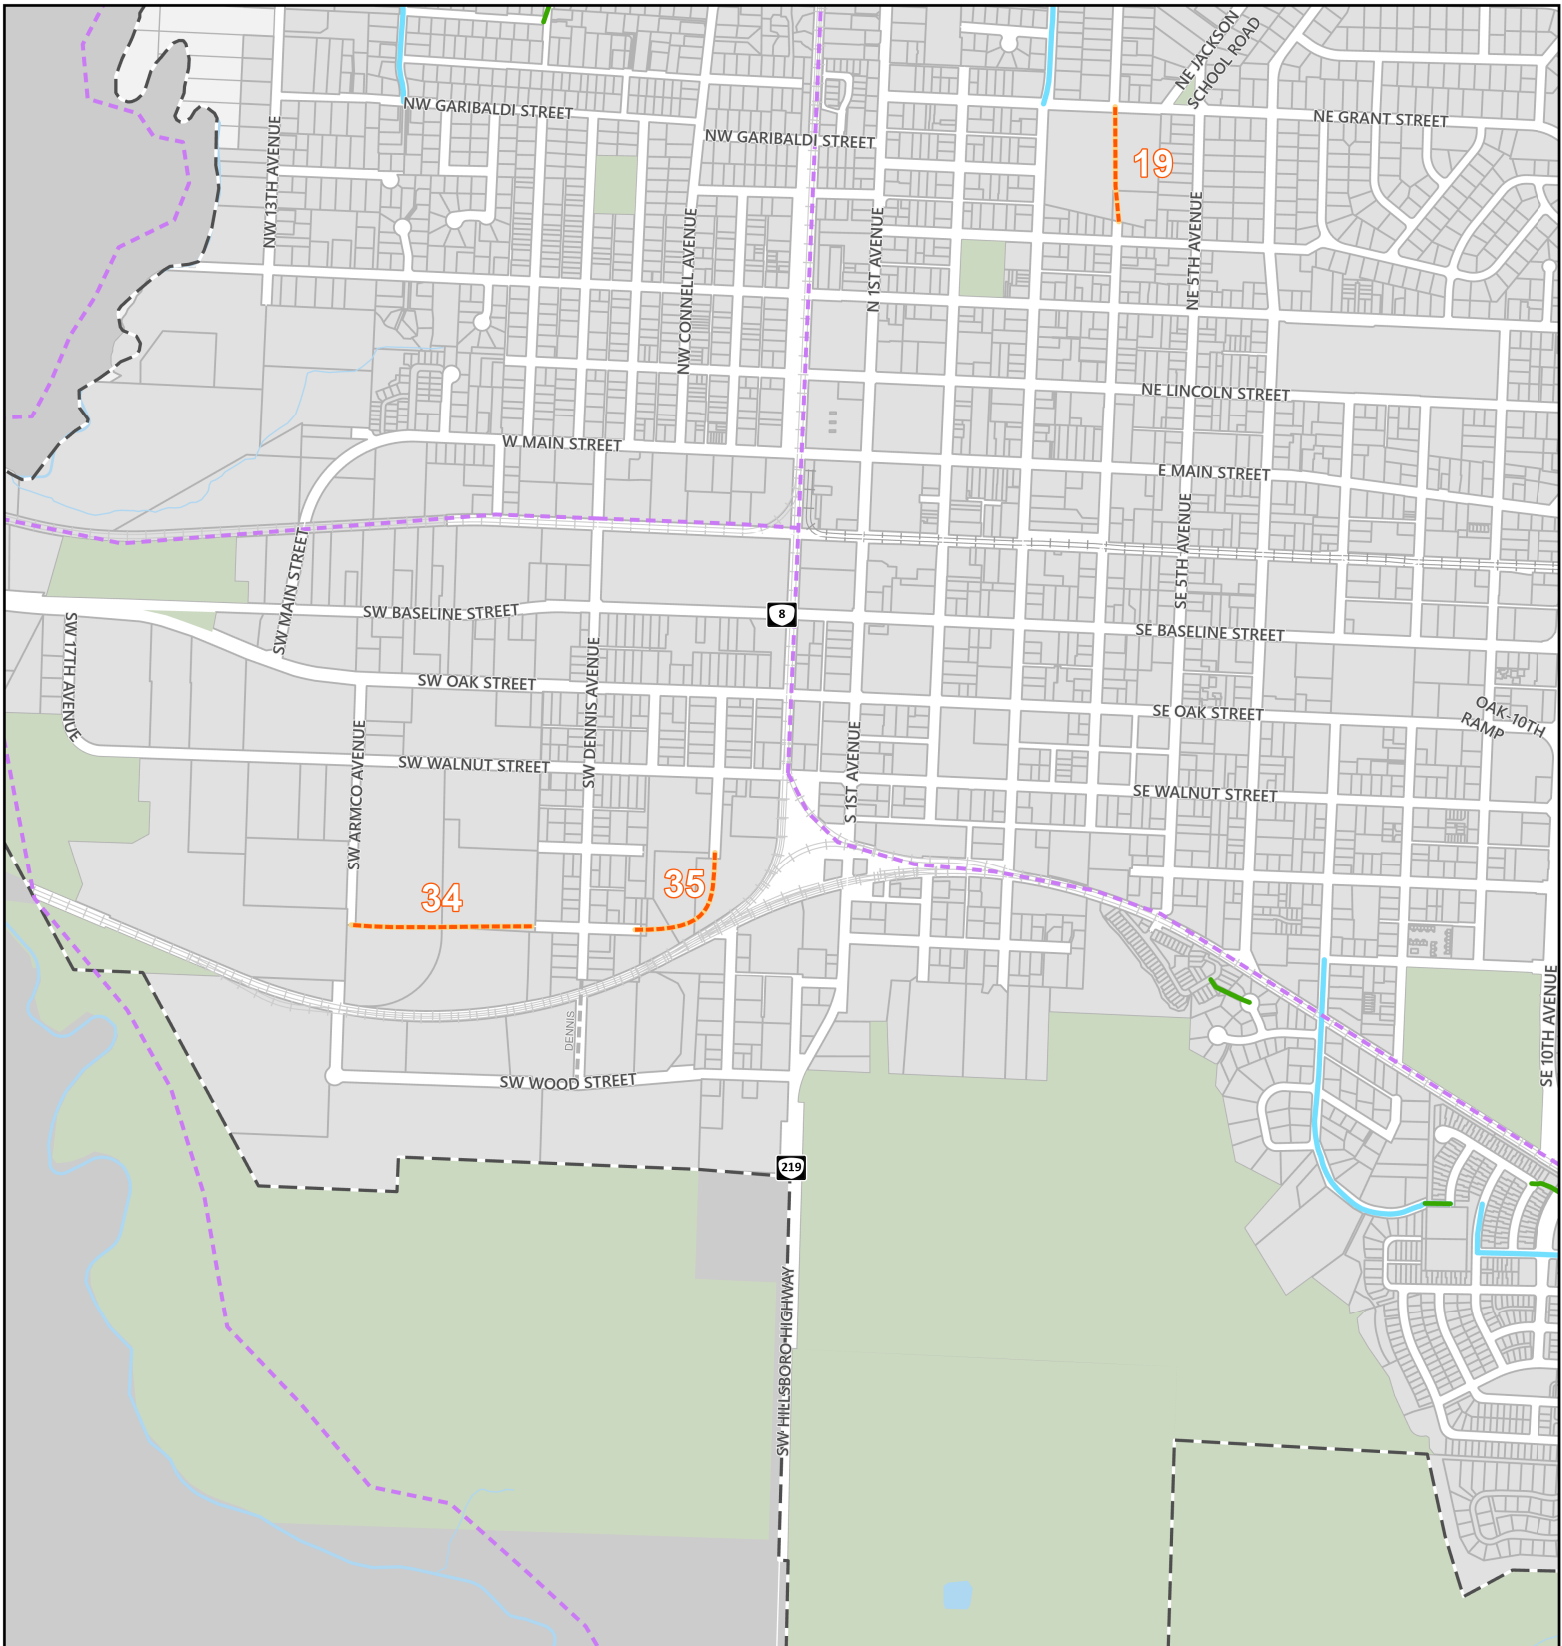 NE JACKSON
SCHOOL ROAD
NW GARIBALDI STREET
NE GRANT STREET
NW GARIBALDI STREET
19
NW 13TH AVENUE
NW CONNELL AVENUE
N 1ST AVENUE
NE 5TH AVENUE
NE LINCOLN STREET
W MAIN STREET
E MAIN STREET
SW MAIN STREET
SE 5TH AVENUE
SW BASELINE STREET
8
SE BASELINE STREET
SW 17TH AVENUE
SW OAK STREET
SW DENNIS AVENUE
SE OAK STREET
OAK-10TH
RAMP
SW ARMCO AVENUE
SW WALNUT STREET
S 1ST AVENUE
SE WALNUT STREET
34
35
SE 10TH AVENUE
DENNIS
SW WOOD STREET
219
SW HILLSBORO HIGHWAY